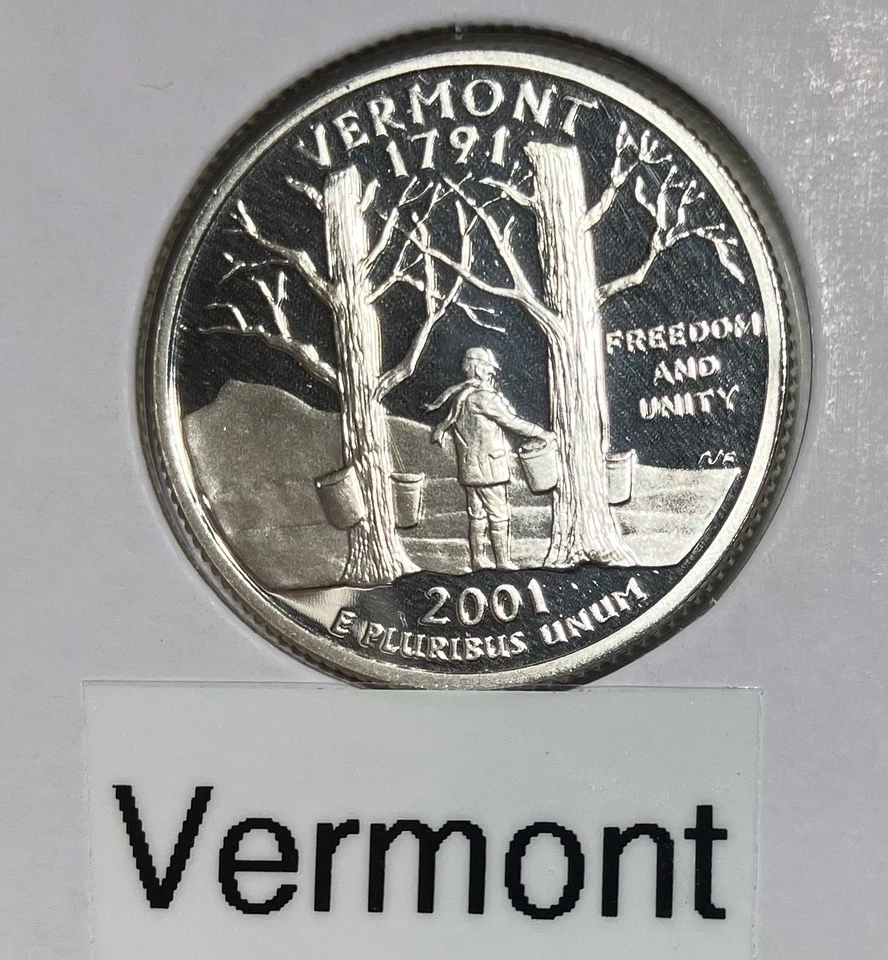 VERMONT
1791
FREEDOM
AND
UNITY
2001
E PLURIBUS UNUM
Vermont